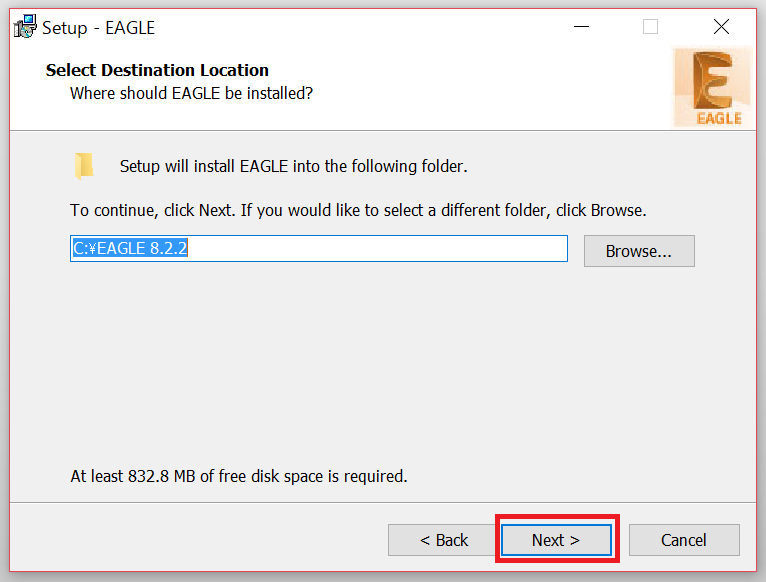 Setup - EAGLE
Select Destination Location
Where should EAGLE be installed?
EAGLE
Setup will install EAGLE into the following folder.
To continue, click Next. If you would like to select a different folder, click Browse.
C:¥EAGLE 8.2.2
Browse...
At least 832.8 MB of free disk space is required.
< Back
Next >
Cancel